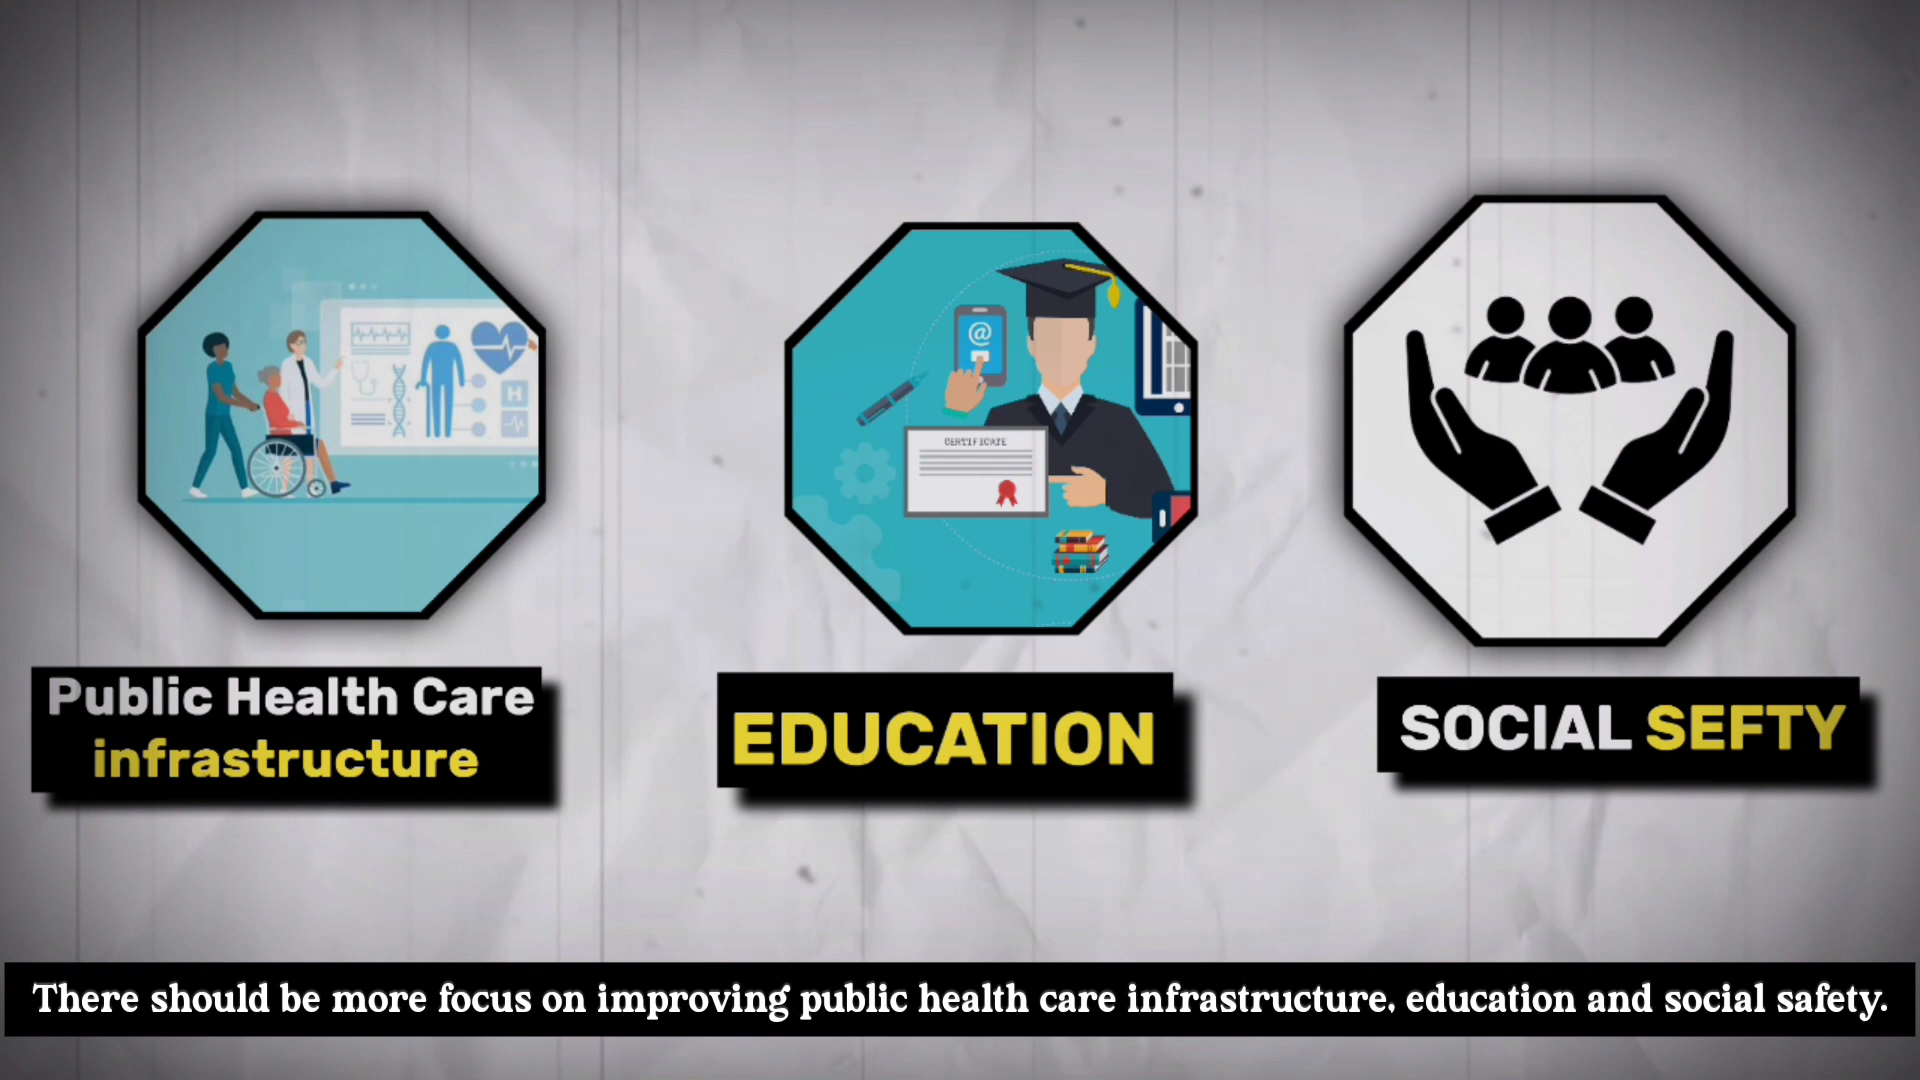 @
CERTIFICATE
H
Public Health Care
infrastructure
EDUCATION
SOCIAL SEFTY
There should be more focus on improving public health care infrastructure, education and social safety.